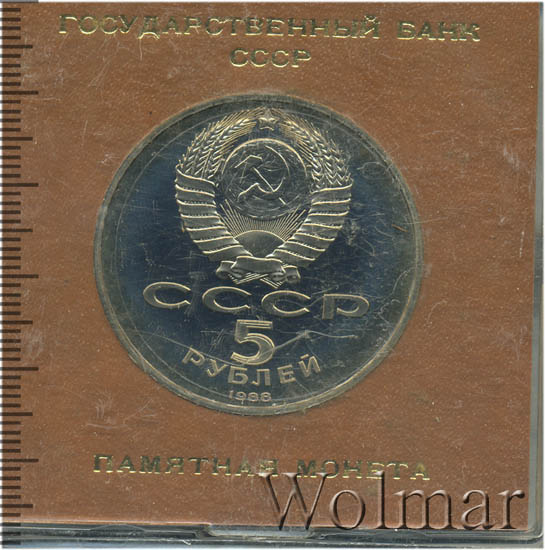 ГОСУДАРСТВЕННЫЙ БАНК
СССР
СССР
5
РУБЛЕЙ
1988
ПАМЯТНАЯ МОНЕТА
Wolmar